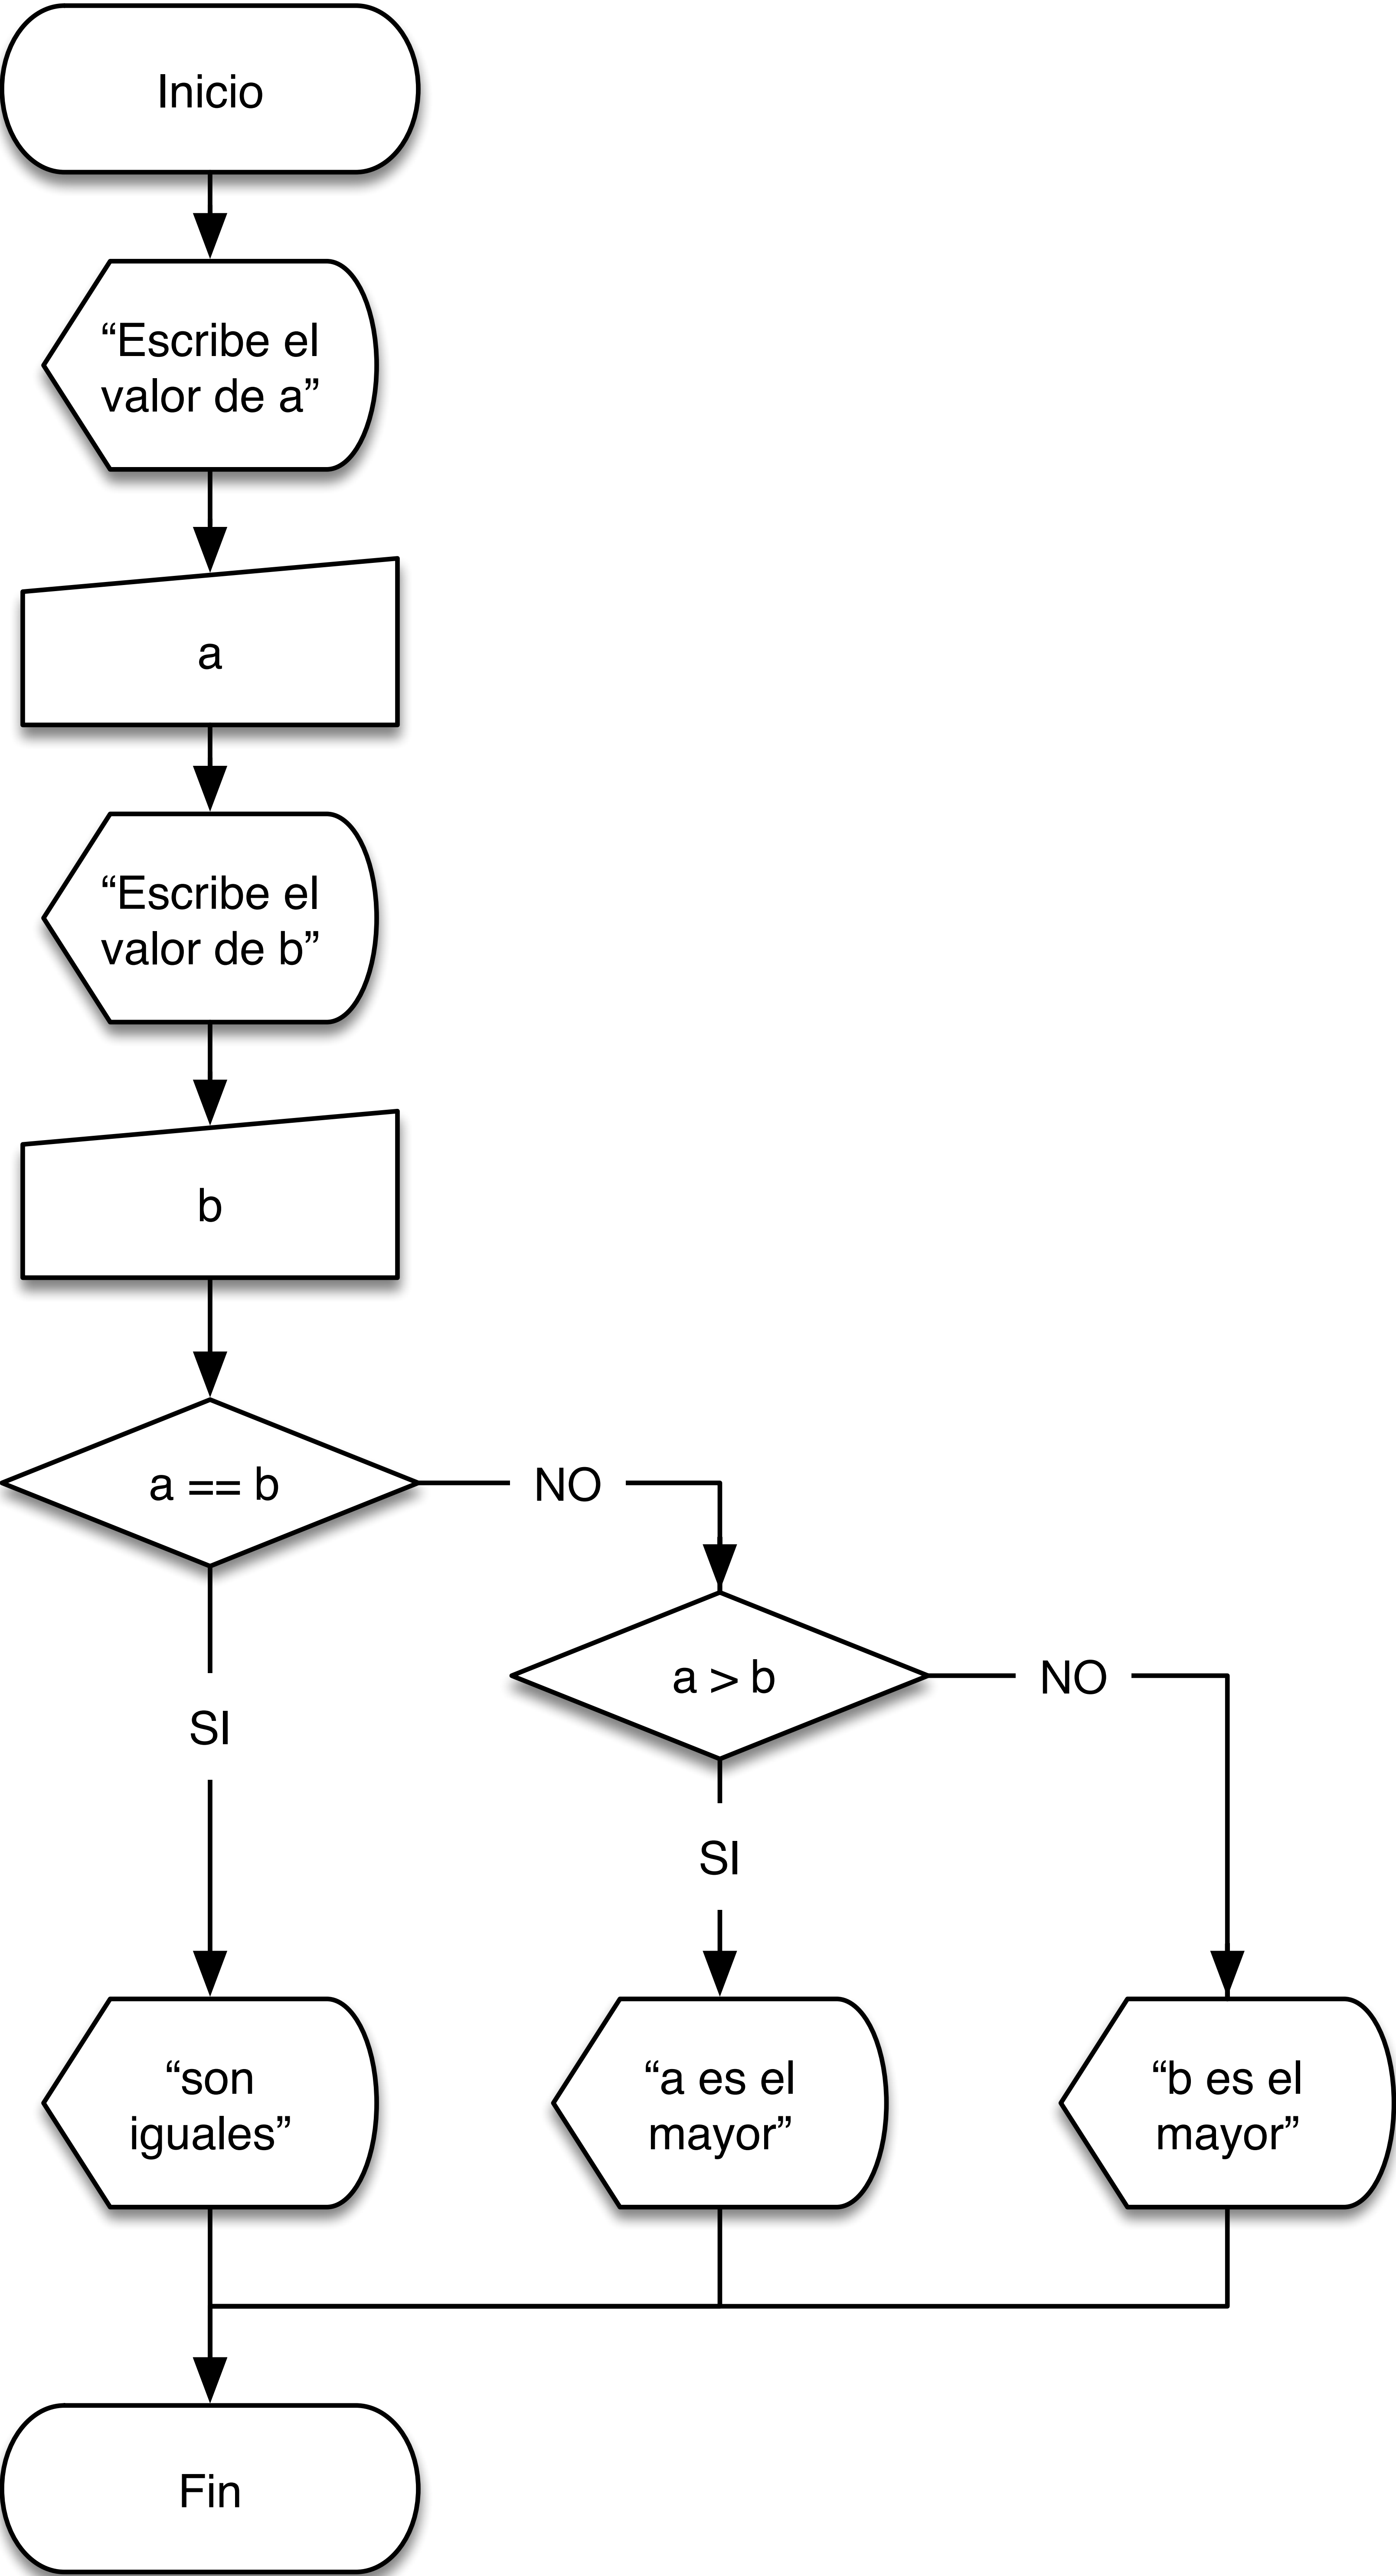 Inicio
“Escribe el
valor de a”
a
“Escribe el
valor de b”
b
a == b
NO
a > b
NO
SI
SI
“son
iguales”
“a es el
mayor”
“b es el
mayor”
Fin